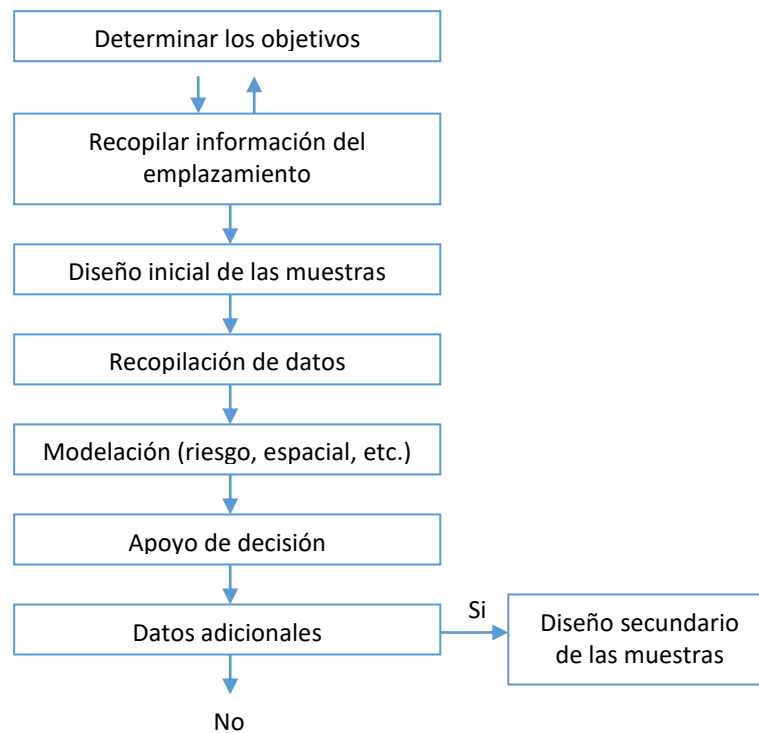 Determinar los objetivos
Recopilar información del
emplazamiento
Diseño inicial de las muestras
Recopilación de datos
Modelación (riesgo, espacial, etc.)
Apoyo de decisión
Datos adicionales
Si
Diseño secundario
de las muestras
No